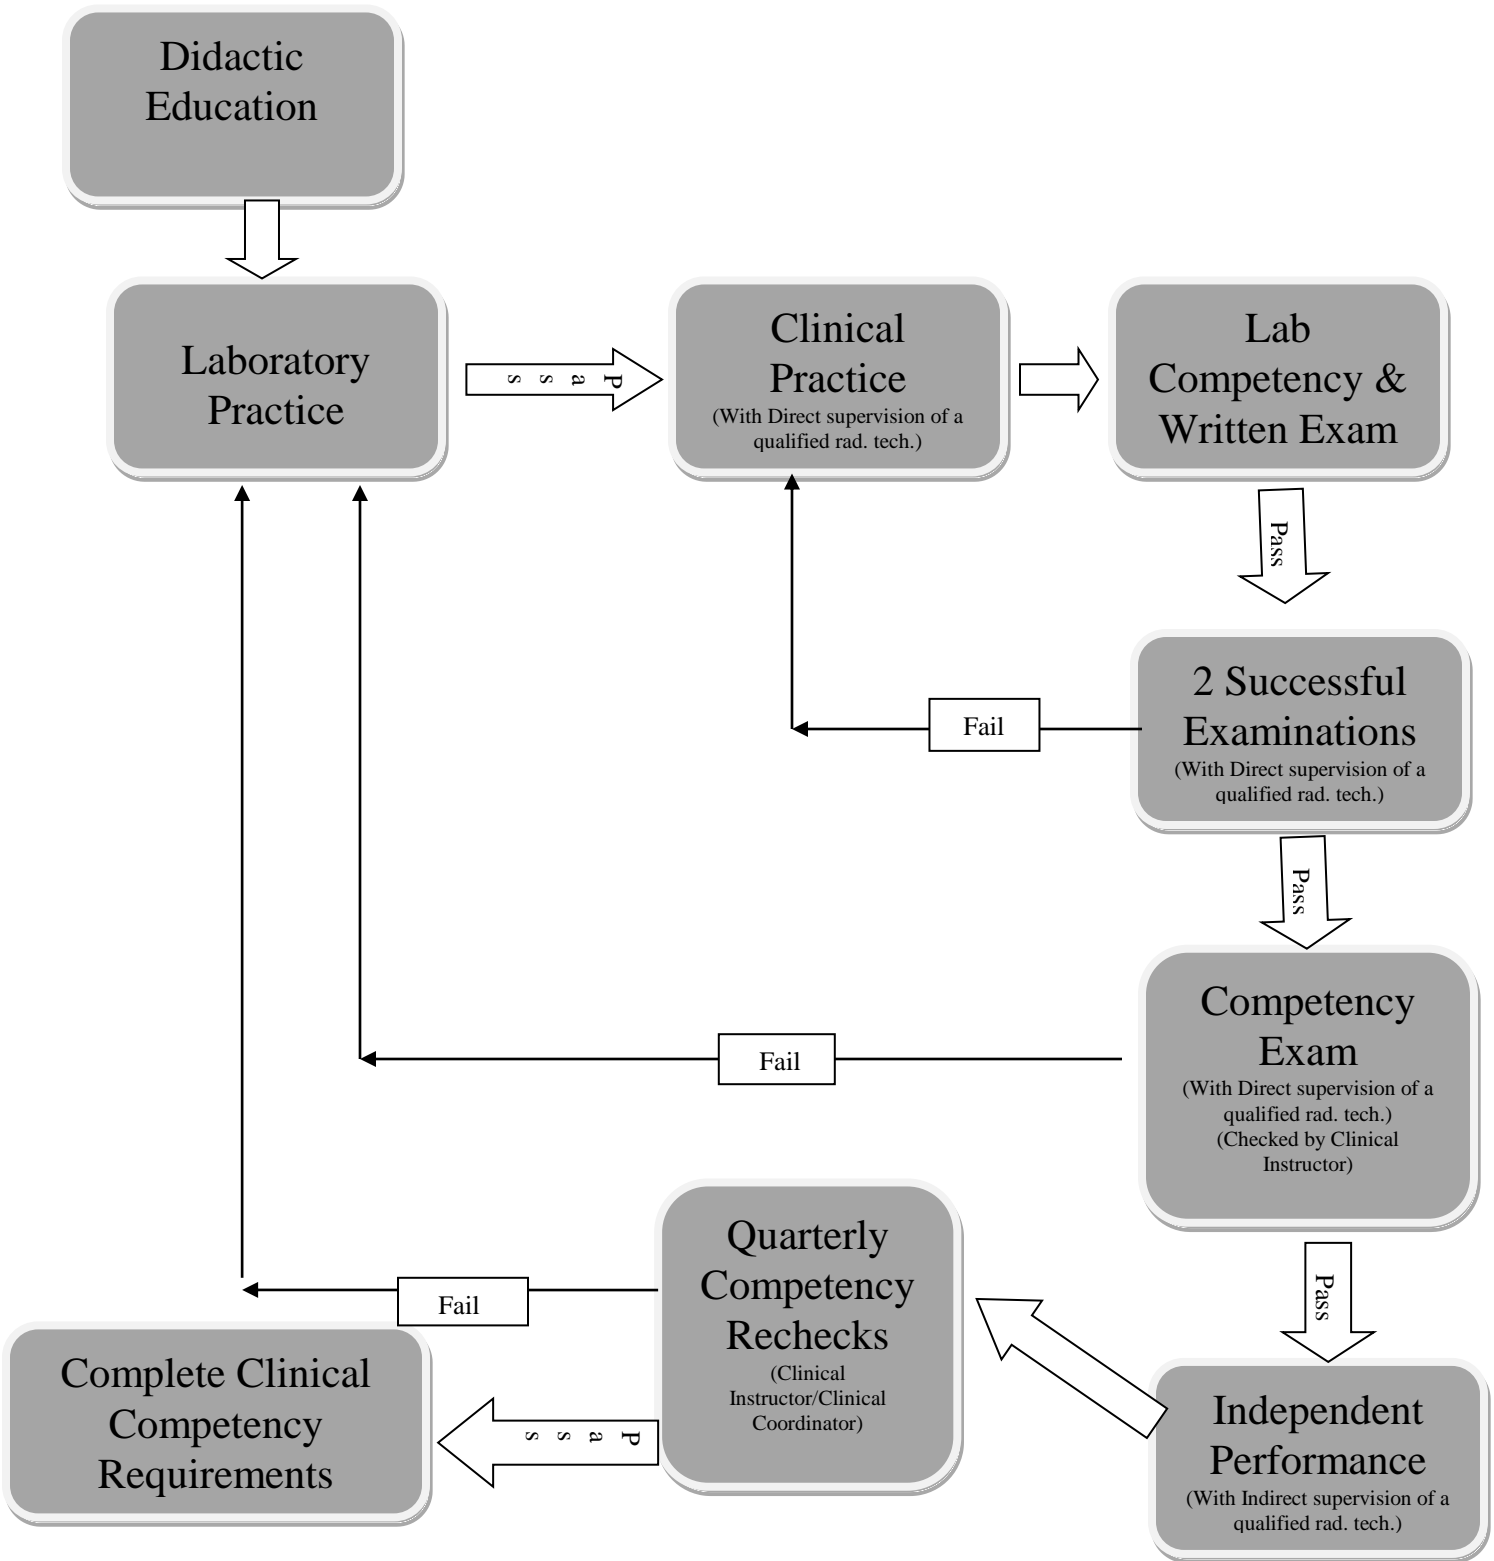 Didactic
Education
Laboratory
Practice
P
a
s
s
Clinical
Practice
(With Direct supervision of a
qualified rad. tech.)
Lab
Competency &
Written Exam
Pass
2 Successful
Examinations
(With Direct supervision of a
qualified rad. tech.)
Fail
Pass
Competency
Exam
(With Direct supervision of a
qualified rad. tech.)
(Checked by Clinical
Instructor)
Fail
Pass
Independent
Performance
(With Indirect supervision of a
qualified rad. tech.)
Quarterly
Competency
Rechecks
(Clinical
Instructor/Clinical
Coordinator)
Fail
P
a
s
s
Complete Clinical
Competency
Requirements